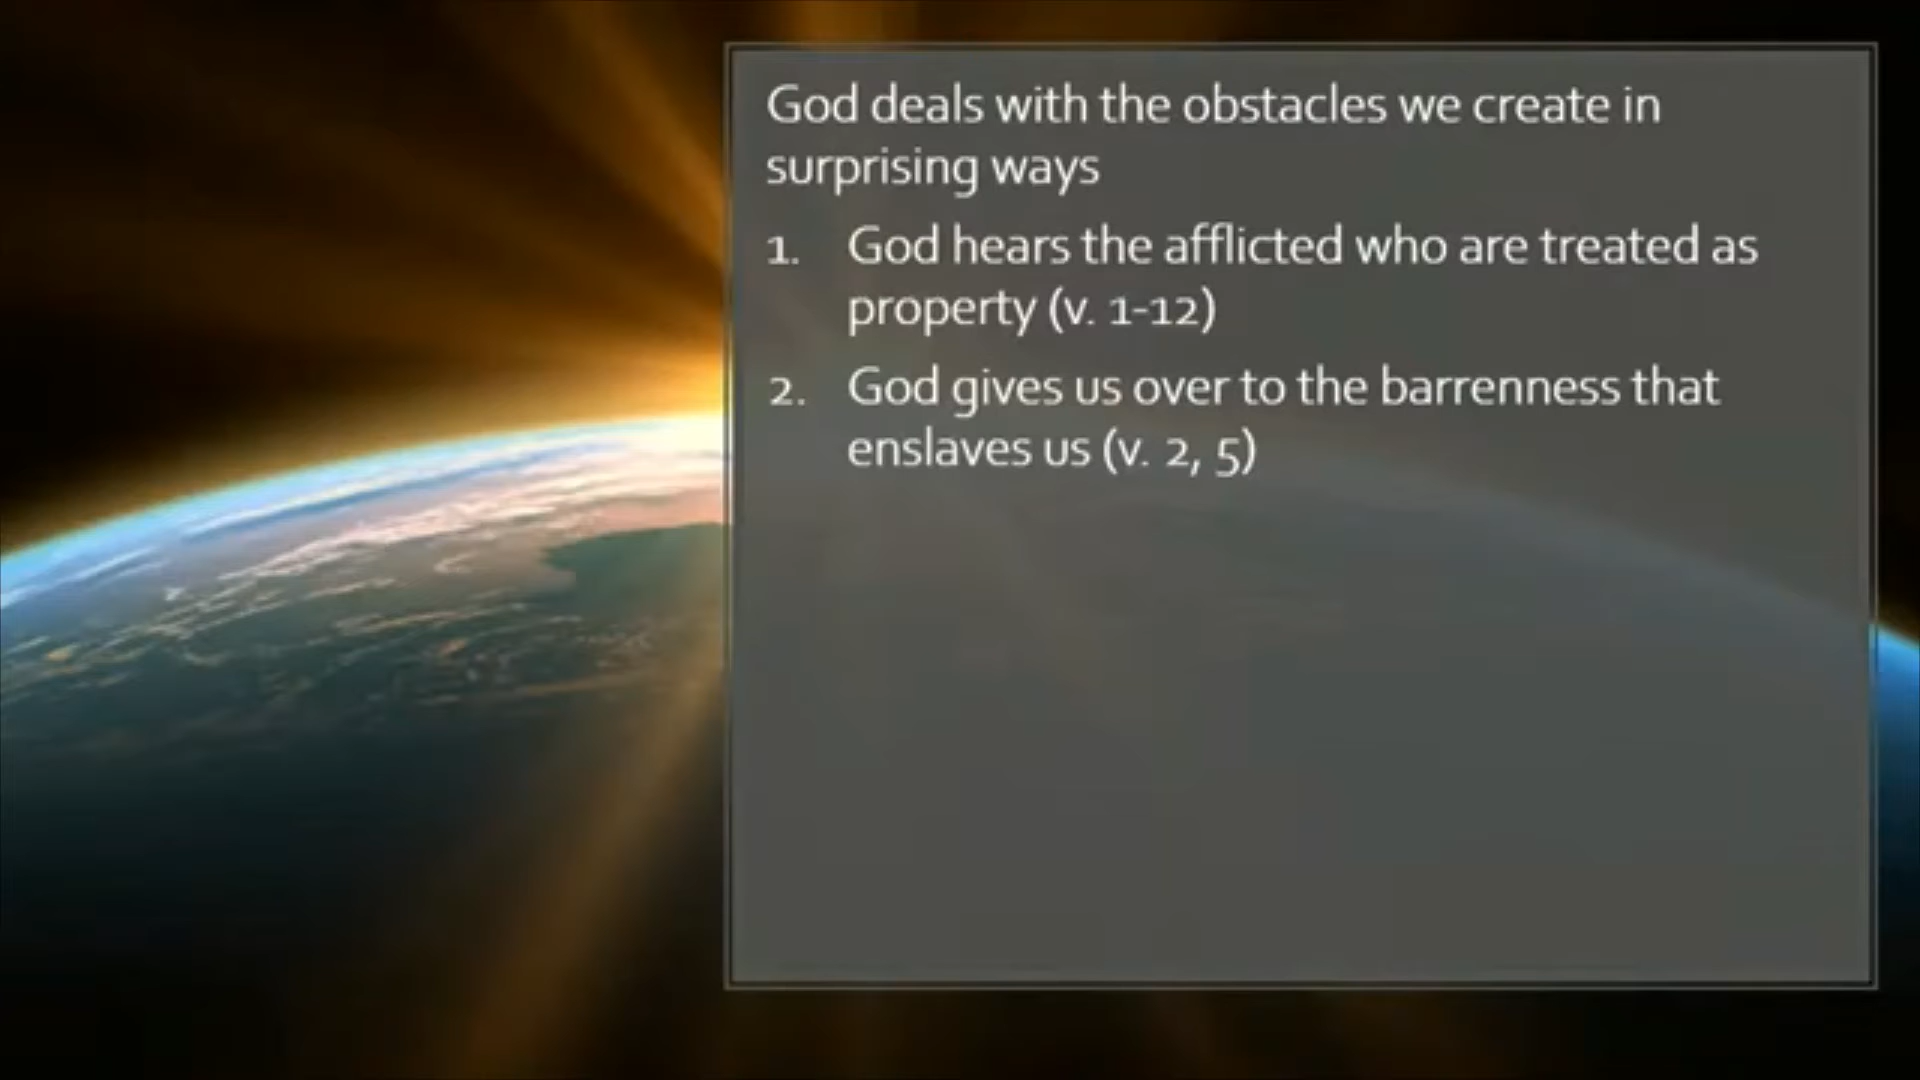 God deals with the obstacles we create in
surprising ways
1. God hears the afflicted who are treated as
property (v. 1-12)
2. God gives us over to the barrenness that
enslaves us (v. 2, 5)